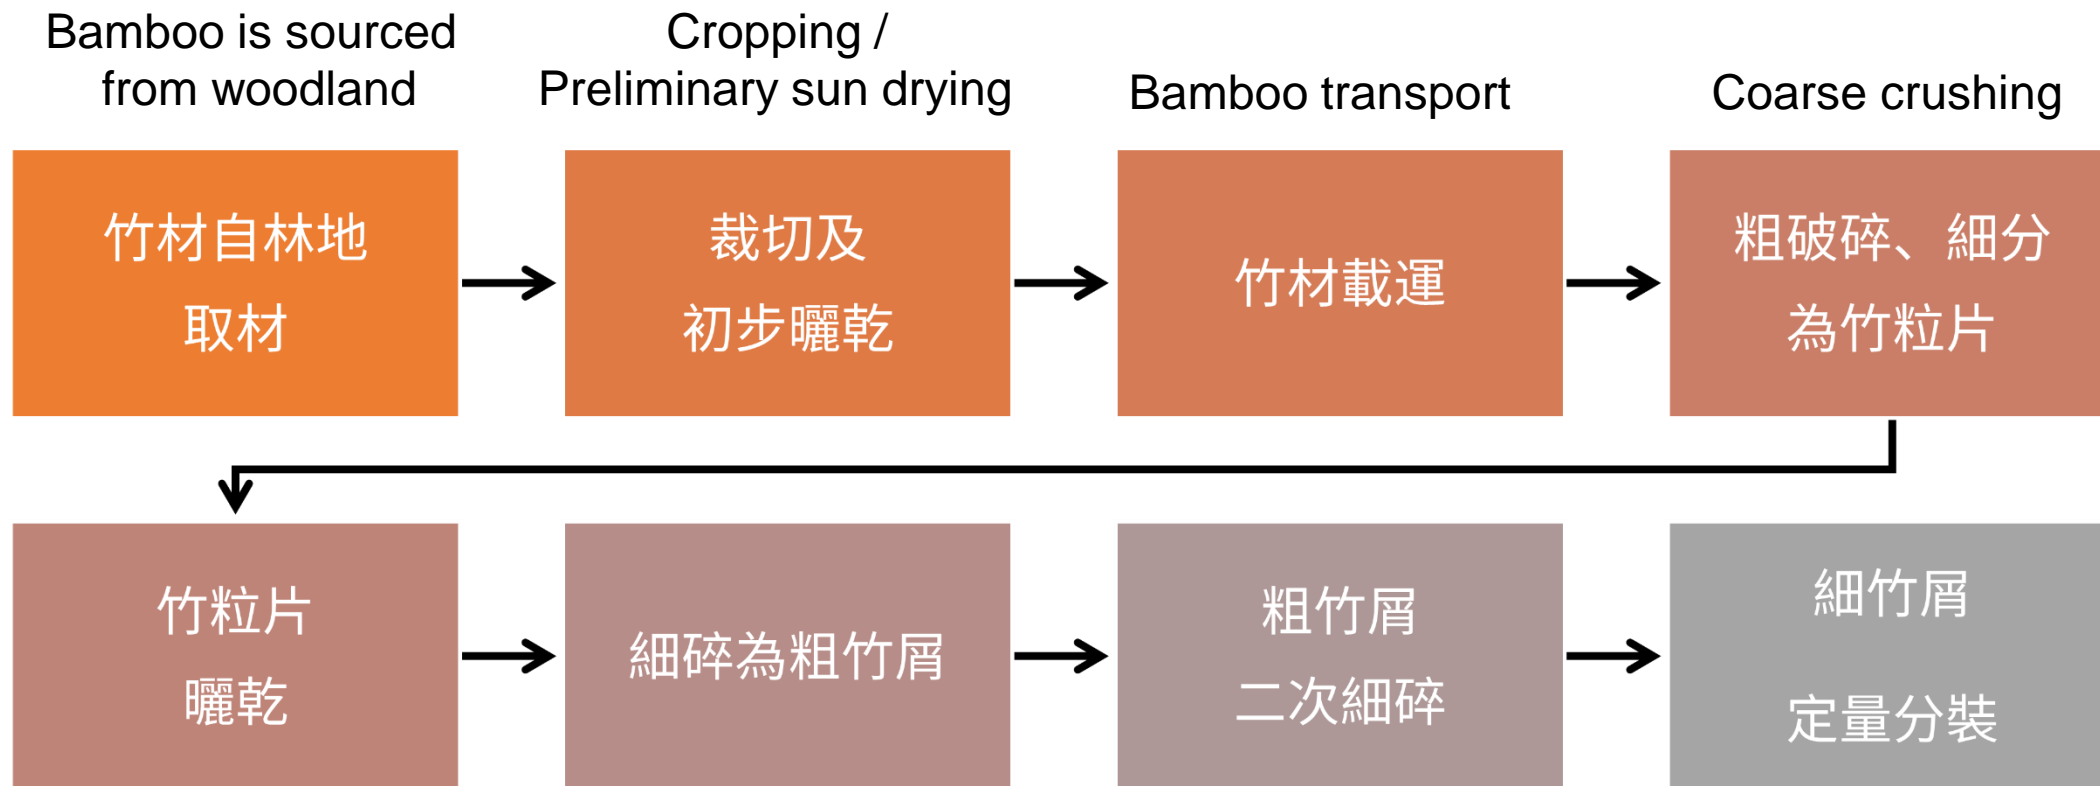 Bamboo is sourced
from woodland
Cropping /
Preliminary sun drying
Bamboo transport
Coarse crushing
竹材自林地
取材
裁切及
初步曬乾
竹材載運
粗破碎、細分
為竹粒片
竹粒片
曬乾
細碎為粗竹屑
粗竹屑
二次細碎
細竹屑
定量分裝